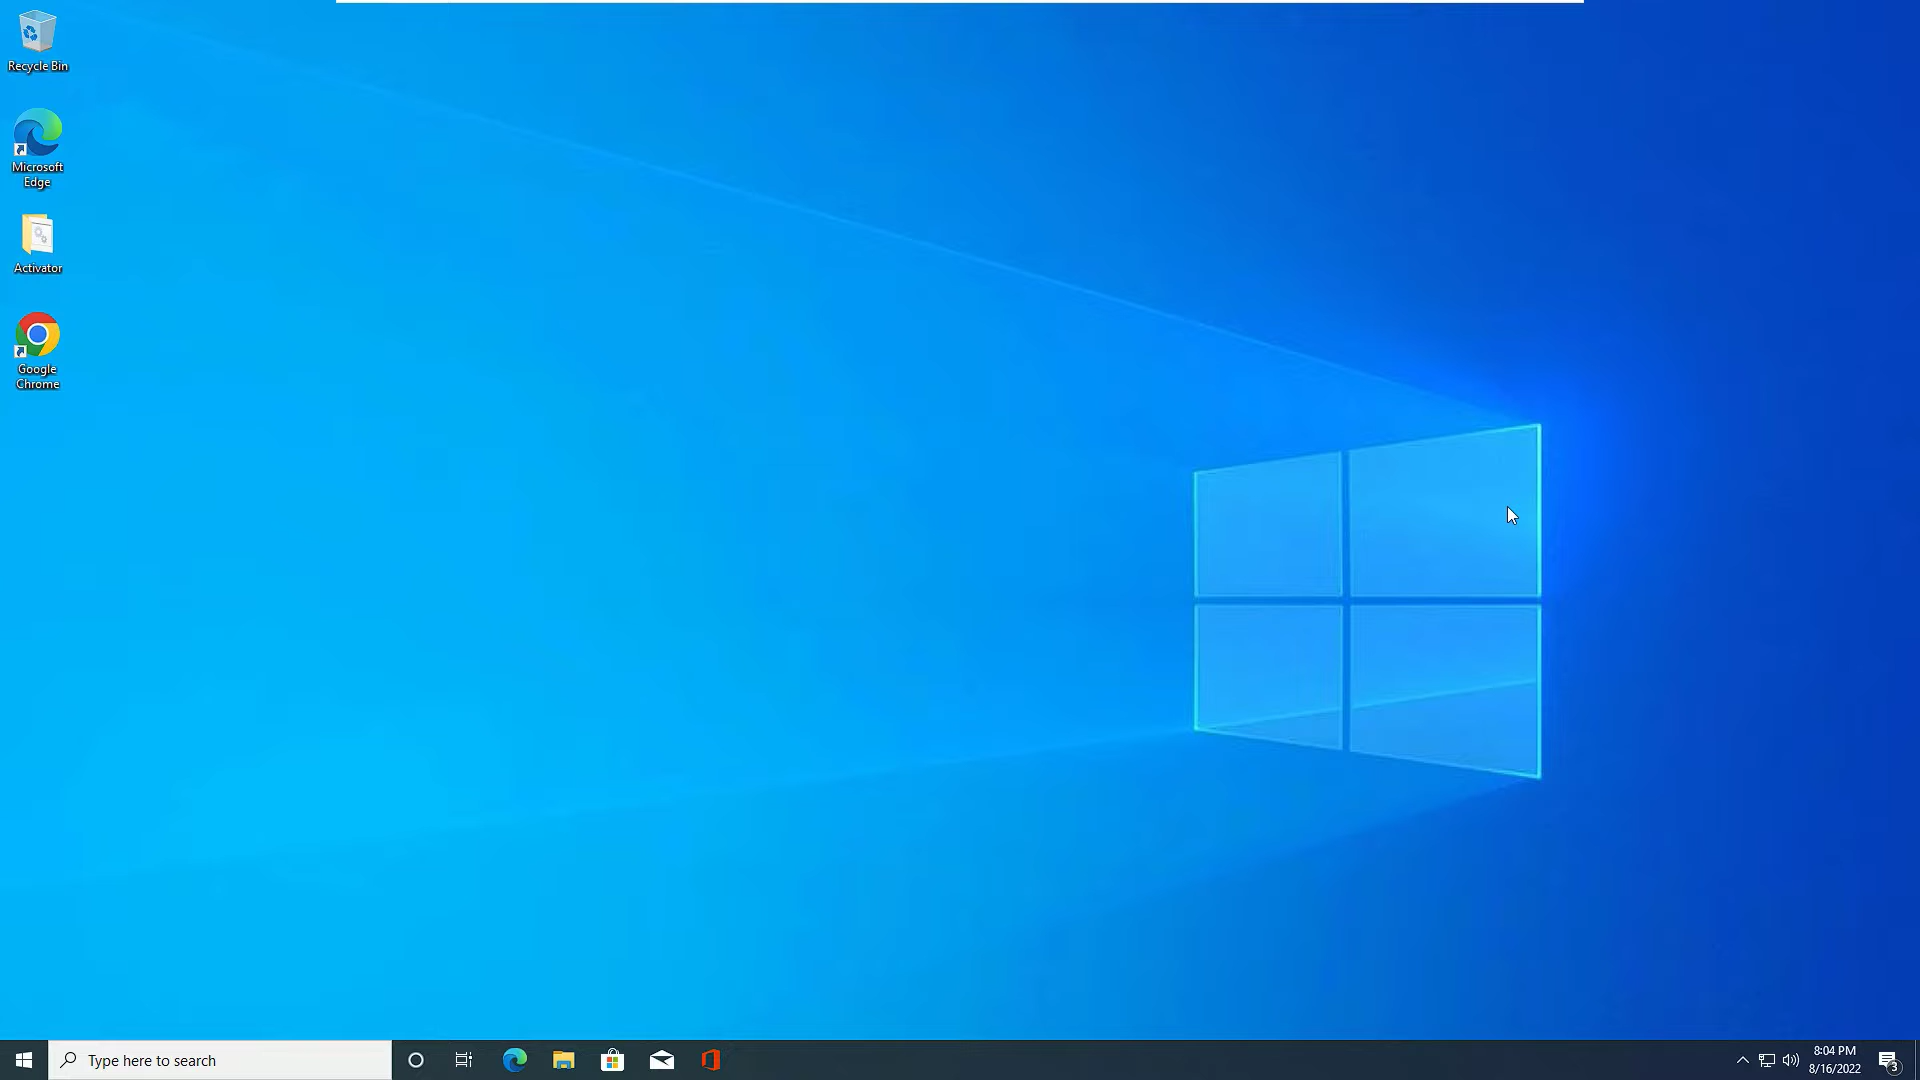 Recycle Bin
Microsoft
Edge
Activator
Google
Chrome
Type here to search
8:04 PM
8/16/2022
3